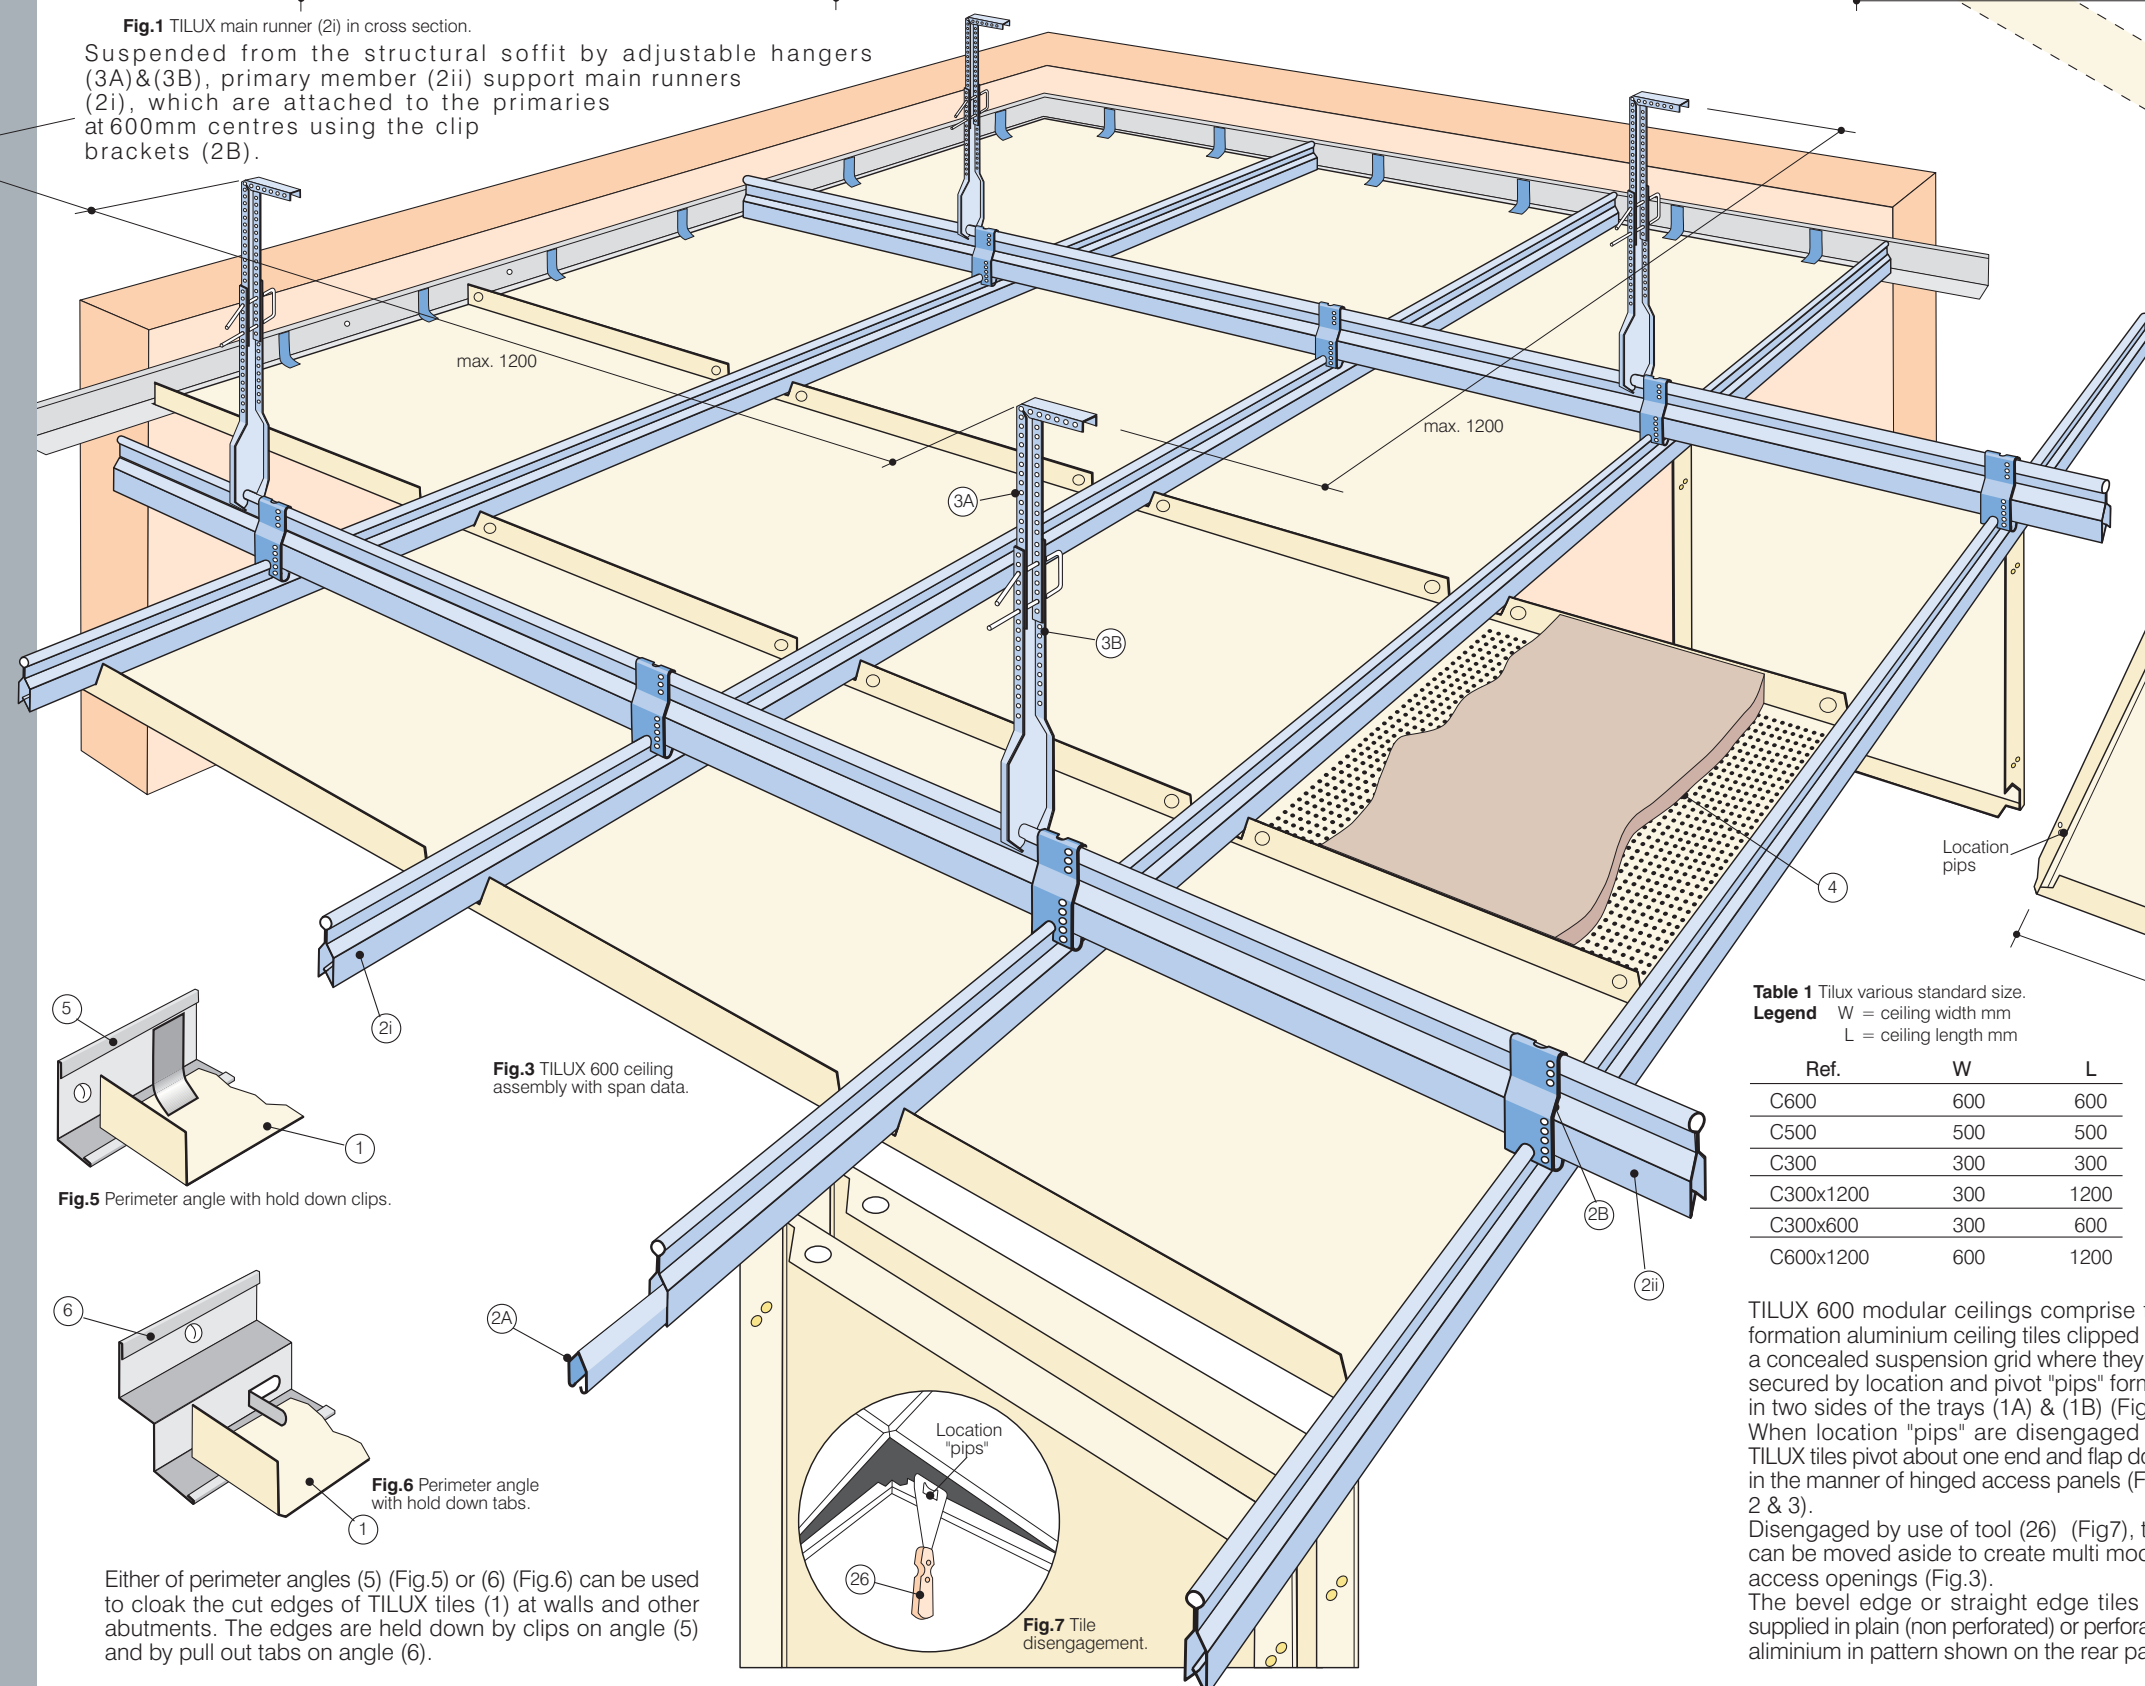 Fig.1 TILUX main runner (2i) in cross section.
Suspended from the structural soffit by adjustable hangers
(3A)&(3B), primary member (2ii) support main runners
(2i), which are attached to the primaries
at 600mm centres using the clip
brackets (2B).
max. 1200
max. 1200
3A
3B
4
Location
pips
2i
5
1
Fig.5 Perimeter angle with hold down clips.
Fig.3 TILUX 600 ceiling
assembly with span data.
2B
2ii
2A
6
1
Fig.6 Perimeter angle
with hold down tabs.
Either of perimeter angles (5) (Fig.5) or (6) (Fig.6) can be used
to cloak the cut edges of TILUX tiles (1) at walls and other
abutments. The edges are held down by clips on angle (5)
and by pull out tabs on angle (6).
Location
"pips"
26
Fig.7 Tile
disengagement.
Table 1 Tilux various standard size.
Legend W = ceiling width mm
L = ceiling length mm
Ref. W L
C600 600 600
C500 500 500
C300 300 300
C300x1200 300 1200
C300x600 300 600
C600x1200 600 1200
TILUX 600 modular ceilings comprise
formation aluminium ceiling tiles clipped
a concealed suspension grid where they
secured by location and pivot "pips"
in two sides of the trays (1A) & (1B)
When location "pips" are disengaged
TILUX tiles pivot about one end and flap
in the manner of hinged access panels
2 & 3).
Disengaged by use of tool (26) (Fig7),
can be moved aside to create multi
access openings (Fig.3).
The bevel edge or straight edge tiles
supplied in plain (non perforated) or
aliminium in pattern shown on the rear